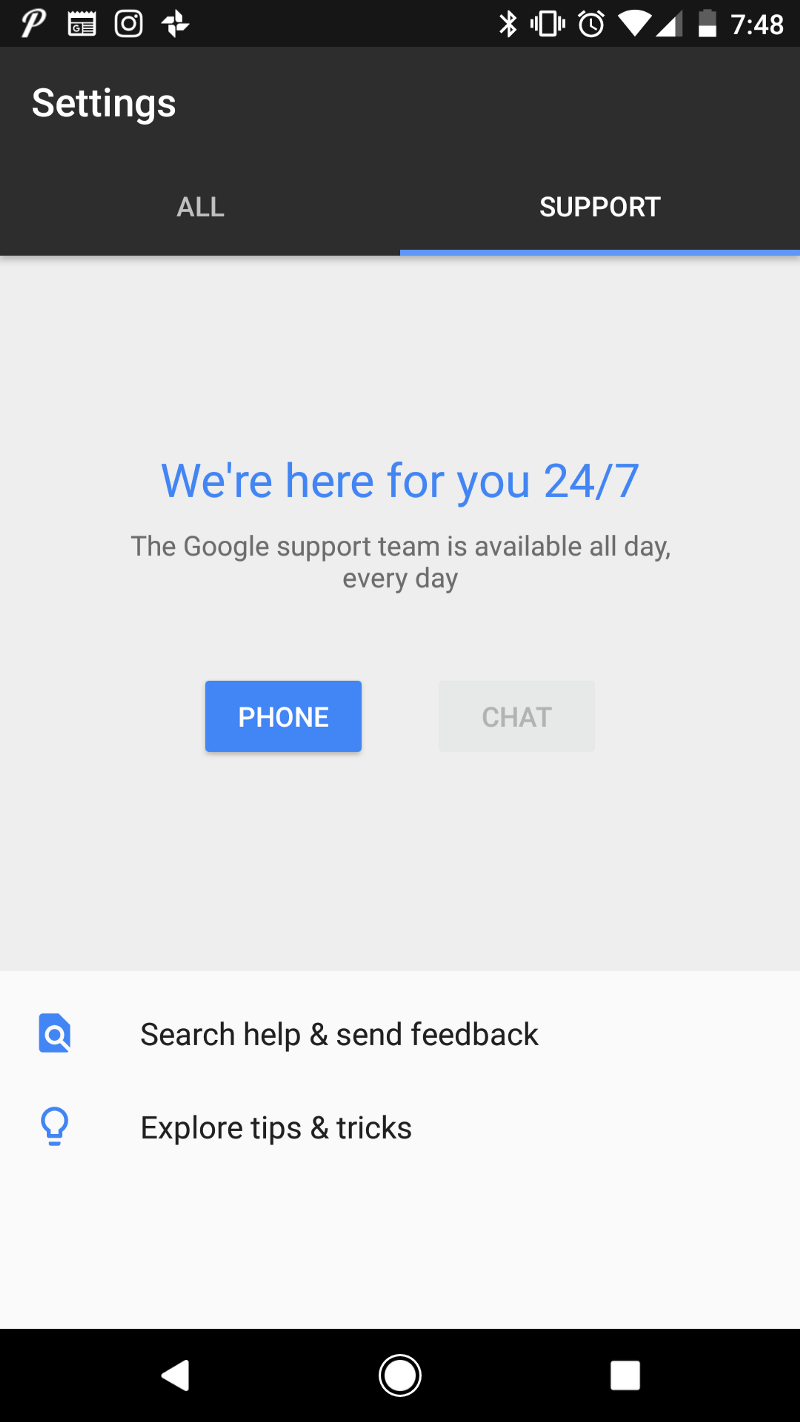 7:48
Settings
ALL
SUPPORT
We're here for you 24/7
The Google support team is available all day,
every day
PHONE
CHAT
Search help & send feedback
Explore tips & tricks